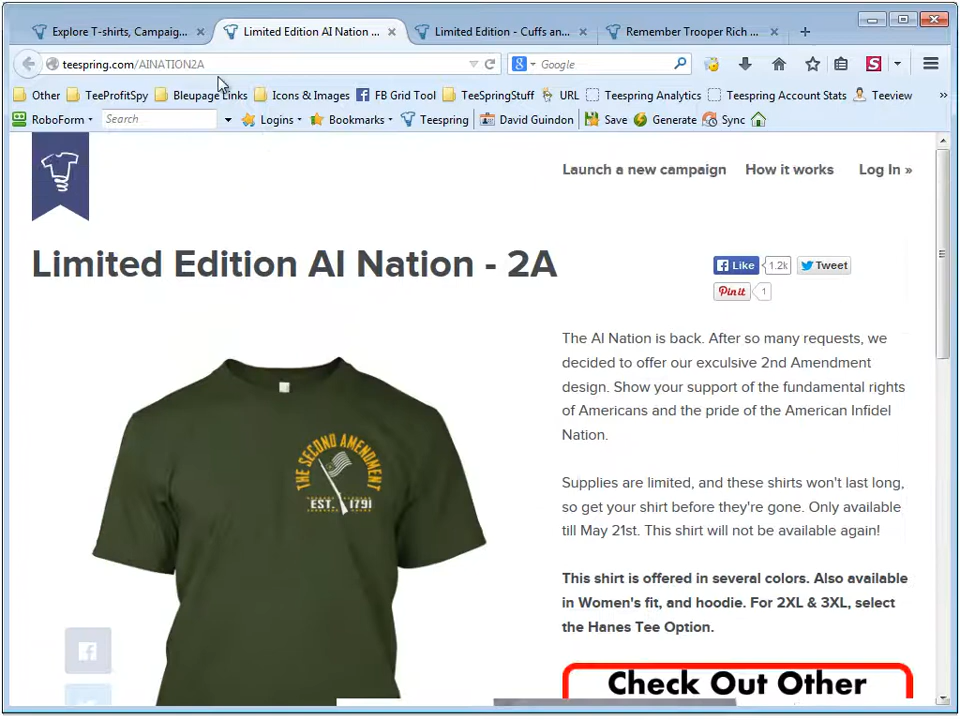 Explore T-shirts, Campaig...
Limited Edition AI Nation ...
Limited Edition - Cuffs an...
Remember Trooper Rich ...
teespring.com/AINATION2A
Google
Other
TeeProfitSpy
Bleupage Links
Icons & Images
FB Grid Tool
TeeSpringStuff
URL
Teespring Analytics
Teespring Account Stats
Teeview
»
RoboForm
Search
Logins
Bookmarks
Teespring
David Guindon
Save
Generate
Sync
Launch a new campaign
How it works
Log In »
Limited Edition AI Nation - 2A
Like
1.2k
Tweet
Pinit
1
The AI Nation is back. After so many requests, we
decided to offer our exculsive 2nd Amendment
design. Show your support of the fundamental rights
of Americans and the pride of the American Infidel
Nation.
Supplies are limited, and these shirts won't last long,
so get your shirt before they're gone. Only available
till May 21st. This shirt will not be available again!
This shirt is offered in several colors. Also available
in Women's fit, and hoodie. For 2XL & 3XL, select
the Hanes Tee Option.
Check Out Other
THE SECOND AMENDMENT
EST. 1791